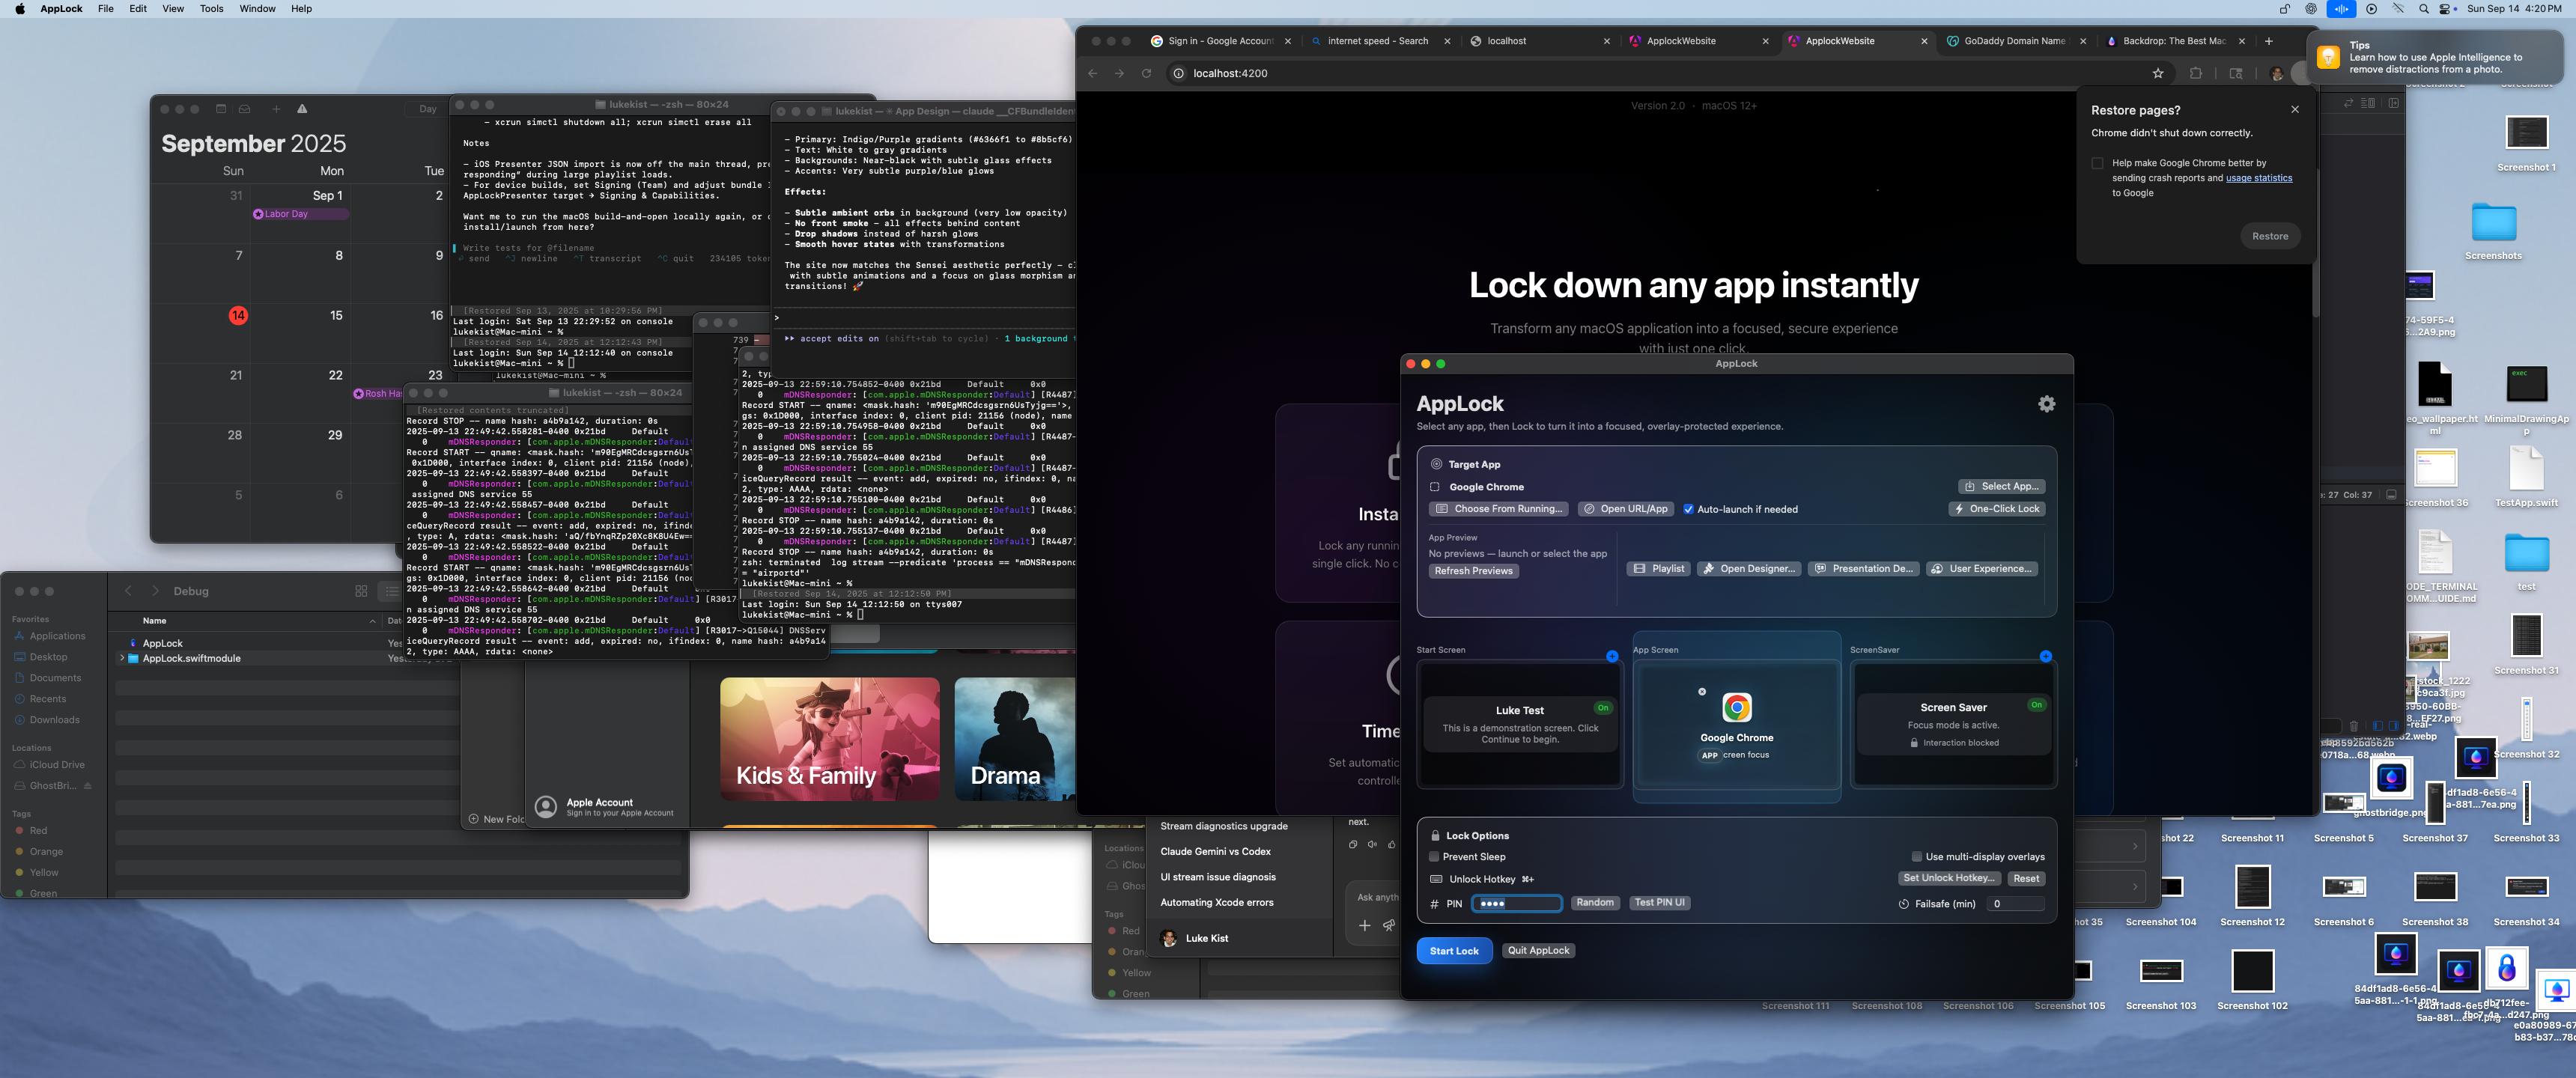 AppLock File Edit View Tools Window Help
Sun Sep 14 4:20 PM
Day
September 2025
Sun Mon Tue
31 Sep 1 2
Labor Day
7 8 9
14 15 16
21 22 23
Rosh Ha
28 29
5 6
lukekist — -zsh — 80×24
- xcrun simctl shutdown all; xcrun simctl erase all
Notes
- iOS Presenter JSON import is now off the main thread, pr
responding” during large playlist loads.
- For device builds, set Signing (Team) and adjust bundle
AppLockPresenter target → Signing & Capabilities.
Want me to run the macOS build-and-open locally again, or
install/launch from here?
Write tests for @filename
⏎ send ^J newline ^T transcript ^C quit 234105 token
[Restored Sep 13, 2025 at 10:29:56 PM]
Last login: Sat Sep 13 22:29:52 on console
lukekist@Mac-mini ~ %
[Restored Sep 14, 2025 at 12:12:43 PM]
Last login: Sun Sep 14 12:12:40 on console
lukekist@Mac-mini ~ %
lukekist@Mac-mini ~ %
lukekist — ✳ App Design — claude __CFBundleIdent
- Primary: Indigo/Purple gradients (#6366f1 to #8b5cf6)
- Text: White to gray gradients
- Backgrounds: Near-black with subtle glass effects
- Accents: Very subtle purple/blue glows
Effects:
- Subtle ambient orbs in background (very low opacity)
- No front smoke — all effects behind content
- Drop shadows instead of harsh glows
- Smooth hover states with transformations
The site now matches the Sensei aesthetic perfectly - c
with subtle animations and a focus on glass morphism a
transitions! 🚀
>
⏵⏵ accept edits on (shift+tab to cycle) · 1 background
739 -
lukekist — -zsh — 80×24
[Restored contents truncated]
Record STOP -- name hash: a4b9a142, duration: 0s
2025-09-13 22:49:42.558281-0400 0x21bd Default
0 mDNSResponder: [com.apple.mDNSResponder:Default
Record START -- qname: <mask.hash: 'm90EgMRCdcsgsrn6UsT
0x1D000, interface index: 0, client pid: 21156 (node),
2025-09-13 22:49:42.558397-0400 0x21bd Default
0 mDNSResponder: [com.apple.mDNSResponder:Default
assigned DNS service 55
2025-09-13 22:49:42.558457-0400 0x21bd Default
0 mDNSResponder: [com.apple.mDNSResponder:Default
iceQueryRecord result -- event: add, expired: no, ifinde
, type: A, rdata: <mask.hash: 'aQ/fbYnqRZp20Xc8K8U4Ew==
2025-09-13 22:49:42.558522-0400 0x21bd Default
0 mDNSResponder: [com.apple.mDNSResponder:Default
Record START -- qname: <mask.hash: 'm90EgMRCdcsgsrn6UsT
gs: 0x1D000, interface index: 0, client pid: 21156 (nod
2025-09-13 22:49:42.558642-0400 0x21bd Default 0x0
0 mDNSResponder: [com.apple.mDNSResponder:Default] [R3017
n assigned DNS service 55
2025-09-13 22:49:42.558702-0400 0x21bd Default 0x0
0 mDNSResponder: [com.apple.mDNSResponder:Default] [R3017->Q15044] DNSServ
iceQueryRecord result -- event: add, expired: no, ifindex: 0, name hash: a4b9a14
2, type: AAAA, rdata: <none>
2, typ
2025-09-13 22:59:10.754852-0400 0x21bd Default 0x0
0 mDNSResponder: [com.apple.mDNSResponder:Default] [R4487
Record START -- qname: <mask.hash: 'm90EgMRCdcsgsrn6UsTyjg==', 
gs: 0x1D000, interface index: 0, client pid: 21156 (node), name
2025-09-13 22:59:10.754958-0400 0x21bd Default 0x0
0 mDNSResponder: [com.apple.mDNSResponder:Default] [R4487-
n assigned DNS service 55
2025-09-13 22:59:10.755024-0400 0x21bd Default 0x0
0 mDNSResponder: [com.apple.mDNSResponder:Default] [R4487-
iceQueryRecord result -- event: add, expired: no, ifindex: 0, na
2, type: AAAA, rdata: <none>
2025-09-13 22:59:10.755100-0400 0x21bd Default 0x0
0 mDNSResponder: [com.apple.mDNSResponder:Default] [R4486]
Record STOP -- name hash: a4b9a142, duration: 0s
2025-09-13 22:59:10.755137-0400 0x21bd Default 0x0
0 mDNSResponder: [com.apple.mDNSResponder:Default] [R4487]
Record STOP -- name hash: a4b9a142, duration: 0s
zsh: terminated log stream --predicate 'process == "mDNSRespond
= "airportd"'
lukekist@Mac-mini ~ %
[Restored Sep 14, 2025 at 12:12:50 PM]
Last login: Sun Sep 14 12:12:50 on ttys007
lukekist@Mac-mini ~ %
Debug
Favorites
Applications
Desktop
Documents
Recents
Downloads
Locations
iCloud Drive
GhostBri...
Tags
Red
Orange
Yellow
Green
Name Dat
AppLock Yes
AppLock.swiftmodule
New Fol
Apple Account
Sign in to your Apple Account
Kids & Family
Drama
Sign in - Google Accoun
internet speed - Search
localhost
ApplockWebsite
ApplockWebsite
GoDaddy Domain Name
Backdrop: The Best Mac
localhost:4200
Version 2.0 • macOS 12+
Lock down any app instantly
Transform any macOS application into a focused, secure experience
with just one click.
Insta
Lock any runnin
single click. No c
Time
Set automatic
controlle
Restore pages?
Chrome didn't shut down correctly.
Help make Google Chrome better by
sending crash reports and usage statistics
to Google
Restore
Tips
Learn how to use Apple Intelligence to
remove distractions from a photo.
AppLock
AppLock
Select any app, then Lock to turn it into a focused, overlay-protected experience.
Target App
Google Chrome
Select App...
Choose From Running...
Open URL/App
Auto-launch if needed
One-Click Lock
App Preview
No previews — launch or select the app
Refresh Previews
Playlist
Open Designer...
Presentation De...
User Experience...
Start Screen
App Screen
ScreenSaver
Luke Test
On
This is a demonstration screen. Click
Continue to begin.
Google Chrome
APP creen focus
Screen Saver
On
Focus mode is active.
Interaction blocked
Lock Options
Prevent Sleep
Use multi-display overlays
Unlock Hotkey ⌘+
Set Unlock Hotkey...
Reset
# PIN
Random
Test PIN UI
Failsafe (min) 0
Start Lock
Quit AppLock
Locations
iClou
Ghos
Tags
Red
Oran
Yellow
Green
Stream diagnostics upgrade
Claude Gemini vs Codex
UI stream issue diagnosis
Automating Xcode errors
Luke Kist
next.
Ask anyth
: 27 Col: 37
Screenshot 1
Screenshots
74-59F5-4
...2A9.png
eo_wallpaper.ht
ml
MinimalDrawingAp
p
exec
creenshot 36
TestApp.swift
ODE_TERMINAL
OMM...UIDE.md
test
Screenshot 31
Screenshot 32
ghostbridge.png
df1ad8-6e56-4
a-881...7ea.png
hot 22
Screenshot 11
Screenshot 5
Screenshot 37
Screenshot 33
hot 35
Screenshot 104
Screenshot 12
Screenshot 6
Screenshot 38
Screenshot 34
Screenshot 111
Screenshot 108
Screenshot 106
Screenshot 105
Screenshot 103
Screenshot 102
84df1ad8-6e56-4
5aa-881...-1-1.png
e0a80989-67
b83-b37...78